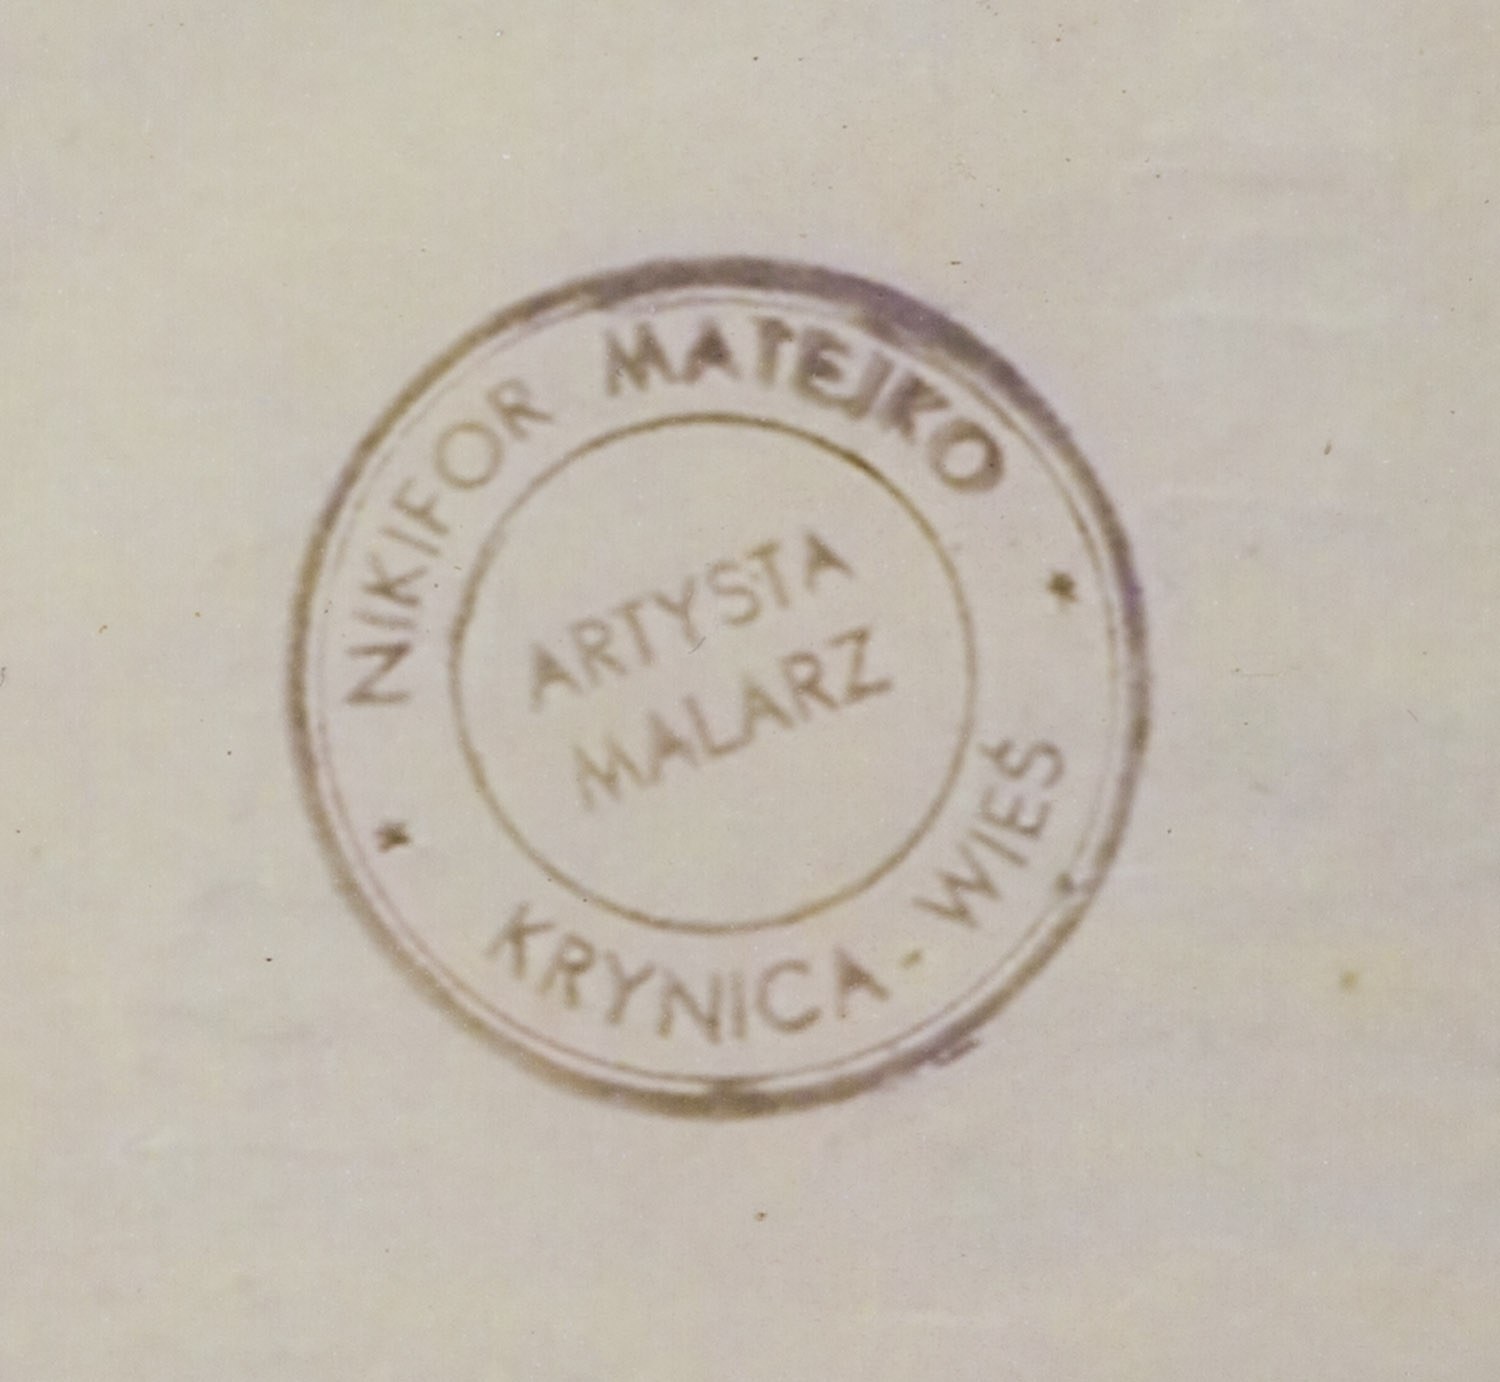 NIKIFOR MATEJKO
ARTYSTA
MALARZ
KRYNICA-WIEŚ